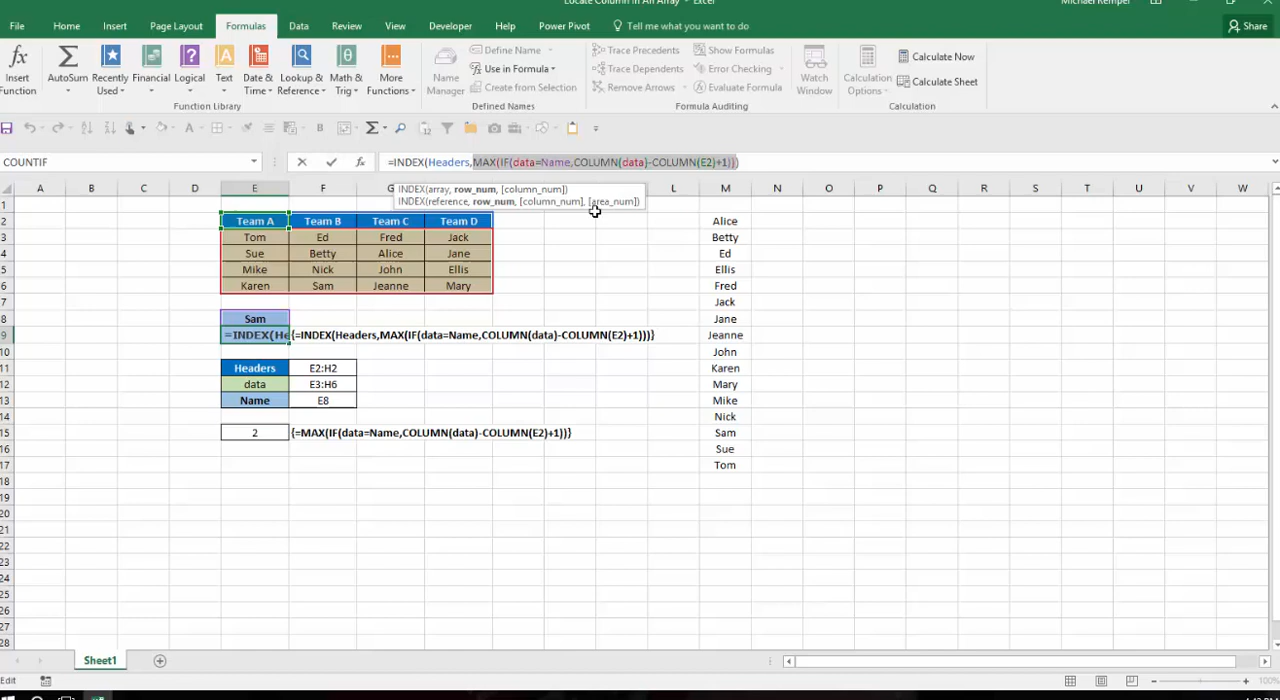 Locate Column In An Array - Excel
Michael Rempel
File Home Insert Page Layout Formulas Data Review View Developer Help Power Pivot Tell me what you want to do Share
Insert Function
AutoSum
Recently Used
Financial
Logical
Text
Date & Time
Lookup & Reference
Math & Trig
More Functions
Function Library
Name Manager
Define Name
Use in Formula
Create from Selection
Defined Names
Trace Precedents
Trace Dependents
Remove Arrows
Show Formulas
Error Checking
Evaluate Formula
Formula Auditing
Watch Window
Calculation Options
Calculate Now
Calculate Sheet
Calculation
COUNTIF fx =INDEX(Headers,MAX(IF(data=Name,COLUMN(data)-COLUMN(E2)+1)))
INDEX(array, row_num, [column_num])
INDEX(reference, row_num, [column_num], [area_num])
A B C D E F G L M N O P Q R S T U V W
1
2 Team A Team B Team C Team D Alice
3 Tom Ed Fred Jack Betty
4 Sue Betty Alice Jane Ed
5 Mike Nick John Ellis Ellis
6 Karen Sam Jeanne Mary Fred
7 Jack
8 Sam Jane
9 =INDEX(He {=INDEX(Headers,MAX(IF(data=Name,COLUMN(data)-COLUMN(E2)+1)))} Jeanne
10 John
11 Headers E2:H2 Karen
12 data E3:H6 Mary
13 Name E8 Mike
14 Nick
15 2 {=MAX(IF(data=Name,COLUMN(data)-COLUMN(E2)+1))} Sam
16 Sue
17 Tom
18
19
20
21
22
23
24
25
26
27
28
Sheet1
Edit
100%